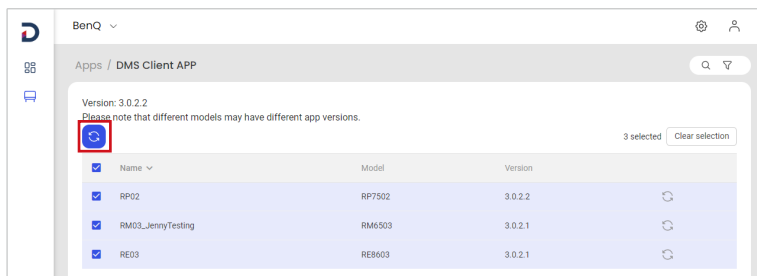 BenQ
Apps / DMS Client APP
Version: 3.0.2.2
Please note that different models may have different app versions.
3 selected Clear selection
Name Model Version
RP02 RP7502 3.0.2.2
RM03_JennyTesting RM6503 3.0.2.1
RE03 RE8603 3.0.2.1